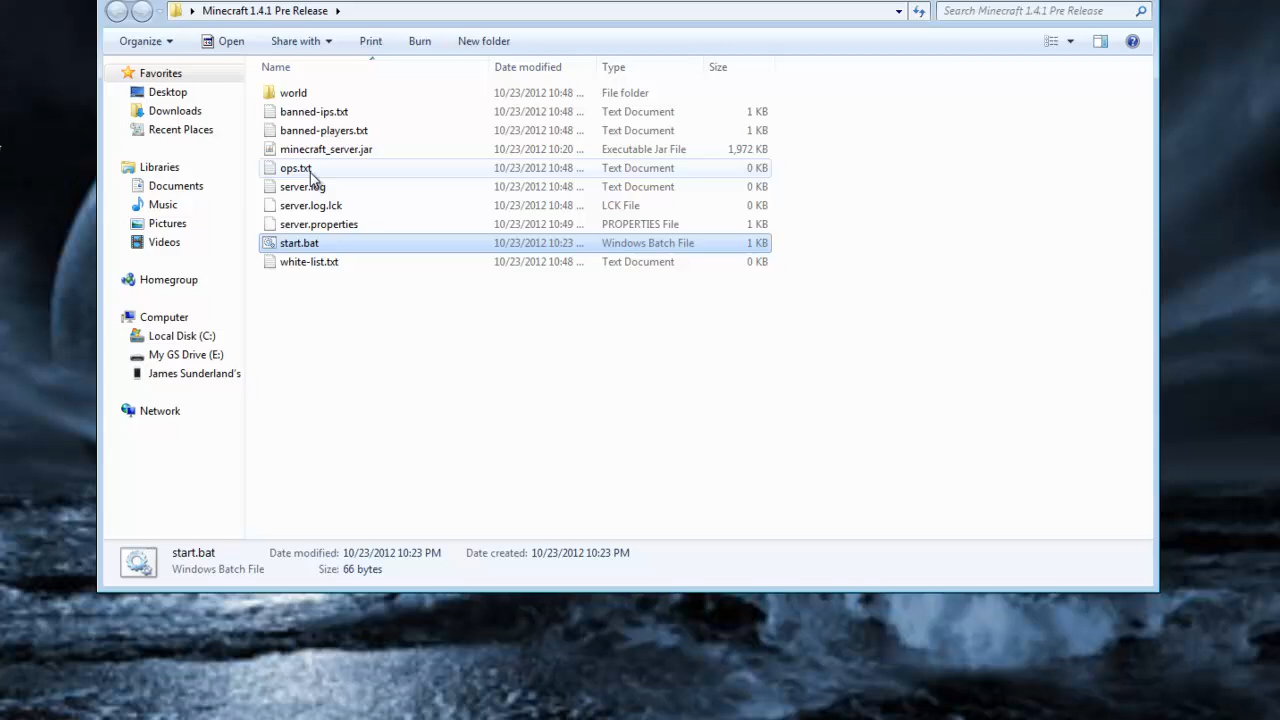 Minecraft 1.4.1 Pre Release
Search Minecraft 1.4.1 Pre Release
Organize Open Share with Print Burn New folder
Name Date modified Type Size
Favorites
Desktop
Downloads
Recent Places
Libraries
Documents
Music
Pictures
Videos
Homegroup
Computer
Local Disk (C:)
My GS Drive (E:)
James Sunderland's
Network
world 10/23/2012 10:48 ... File folder
banned-ips.txt 10/23/2012 10:48 ... Text Document 1 KB
banned-players.txt 10/23/2012 10:48 ... Text Document 1 KB
minecraft_server.jar 10/23/2012 10:20 ... Executable Jar File 1,972 KB
ops.txt 10/23/2012 10:48 ... Text Document 0 KB
server.log 10/23/2012 10:48 ... Text Document 0 KB
server.log.lck 10/23/2012 10:48 ... LCK File 0 KB
server.properties 10/23/2012 10:49 ... PROPERTIES File 1 KB
start.bat 10/23/2012 10:23 ... Windows Batch File 1 KB
white-list.txt 10/23/2012 10:48 ... Text Document 0 KB
start.bat Date modified: 10/23/2012 10:23 PM Date created: 10/23/2012 10:23 PM
Windows Batch File Size: 66 bytes